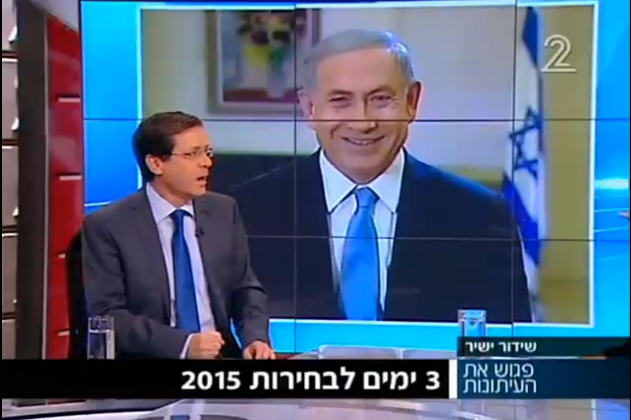 2
שידור ישיר
פגוש את
העיתונות
3 ימים לבחירות 2015